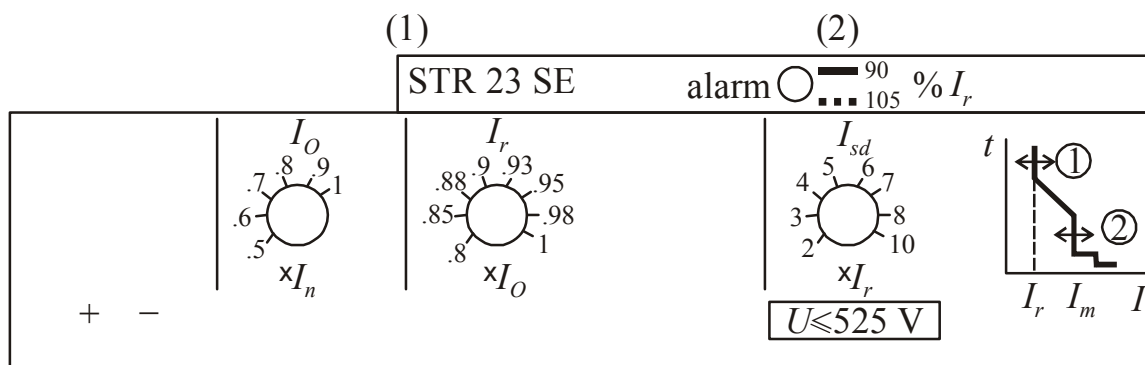 (1) (2)
STR 23 SE alarm 90 105 % Ir
IO
.5 .6 .7 .8 .9 1
xIn
Ir
.8 .85 .88 .9 .93 .95 .98 1
xIO
Isd
2 3 4 5 6 7 8 10
xIr
U≤525 V
+ −
t
1
2
Ir Im I